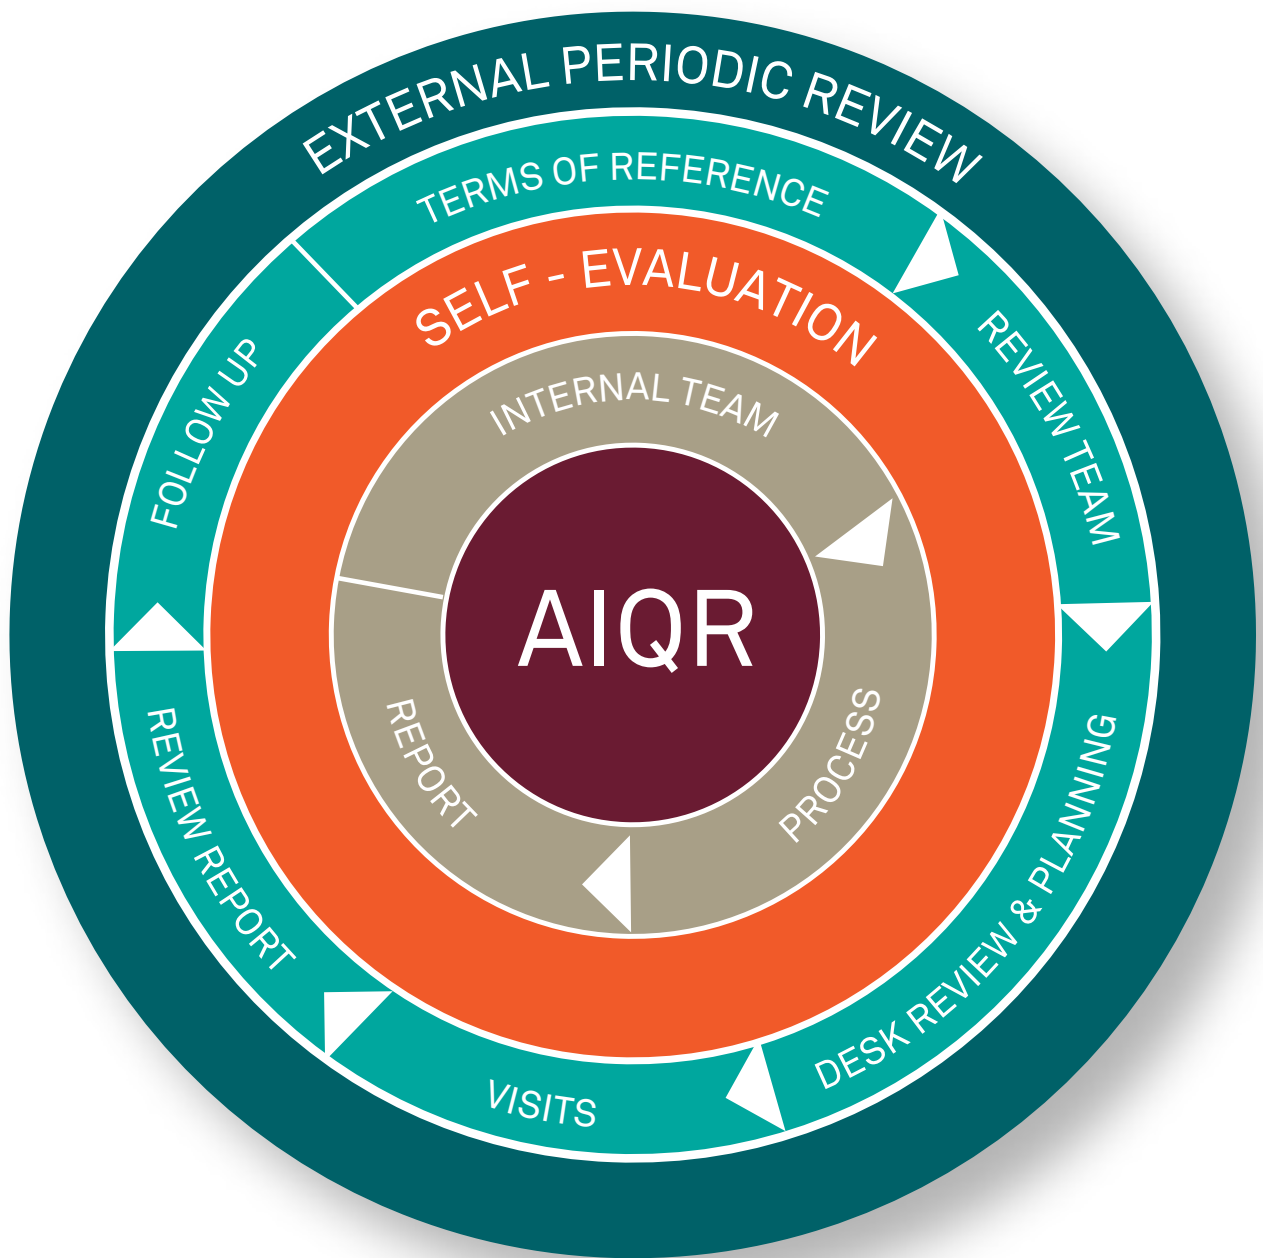 EXTERNAL PERIODIC REVIEW
TERMS OF REFERENCE
REVIEW TEAM
DESK REVIEW & PLANNING
VISITS
REVIEW REPORT
FOLLOW UP
SELF - EVALUATION
INTERNAL TEAM
PROCESS
REPORT
AIQR